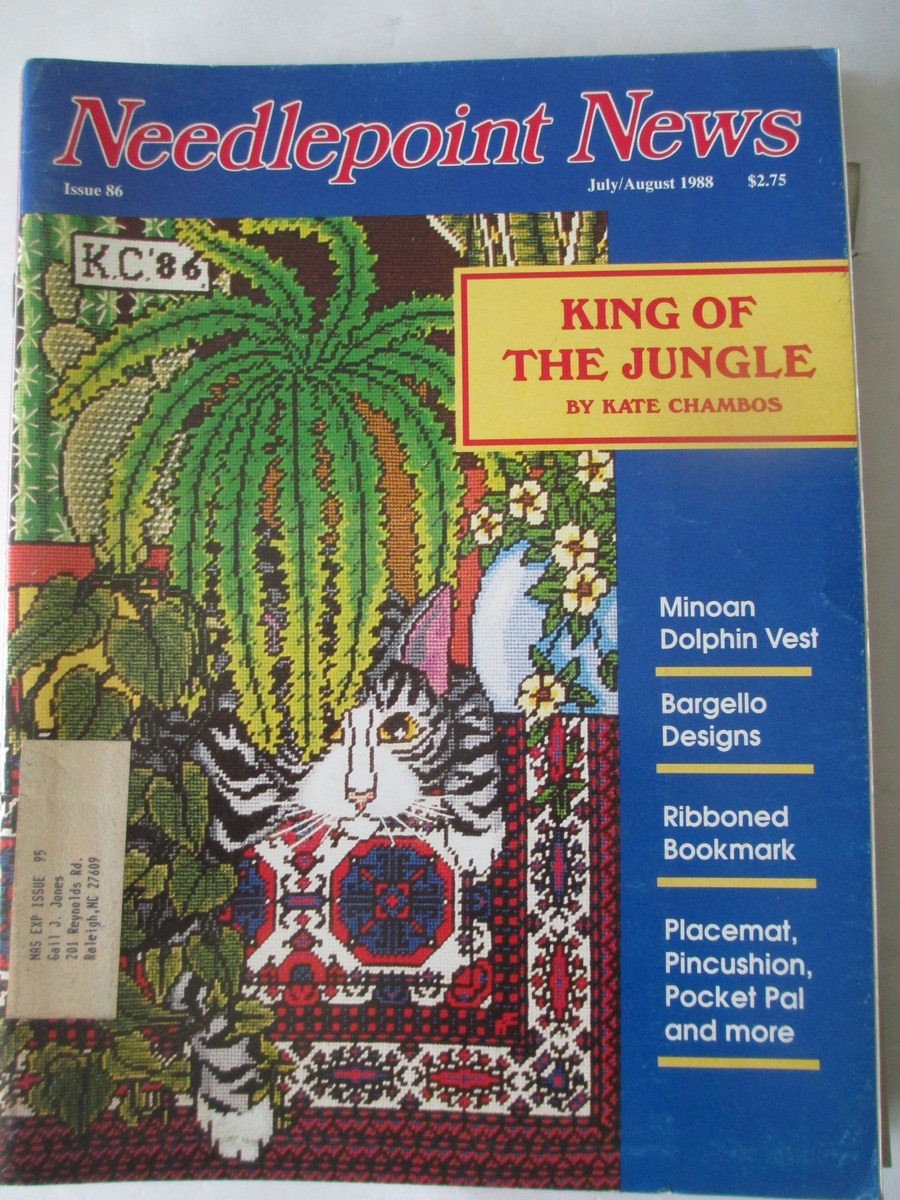 Needlepoint News
Issue 86
July/August 1988 $2.75
K.C.'86
KING OF
THE JUNGLE
BY KATE CHAMBOS
Minoan
Dolphin Vest
Bargello
Designs
Ribboned
Bookmark
Placemat,
Pincushion,
Pocket Pal
and more
NAS EXP ISSUE 95
Gail J. Jones
201 Reynolds Rd.
Raleigh,NC 27609